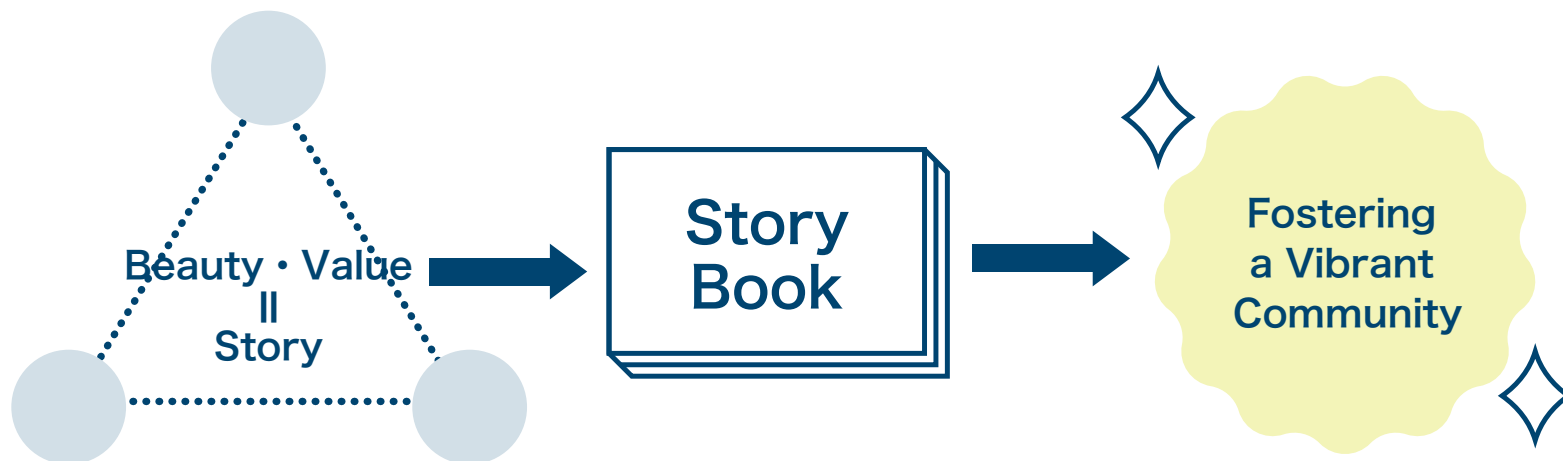 Beauty・Value
||
Story
Story
Book
Fostering
a Vibrant
Community